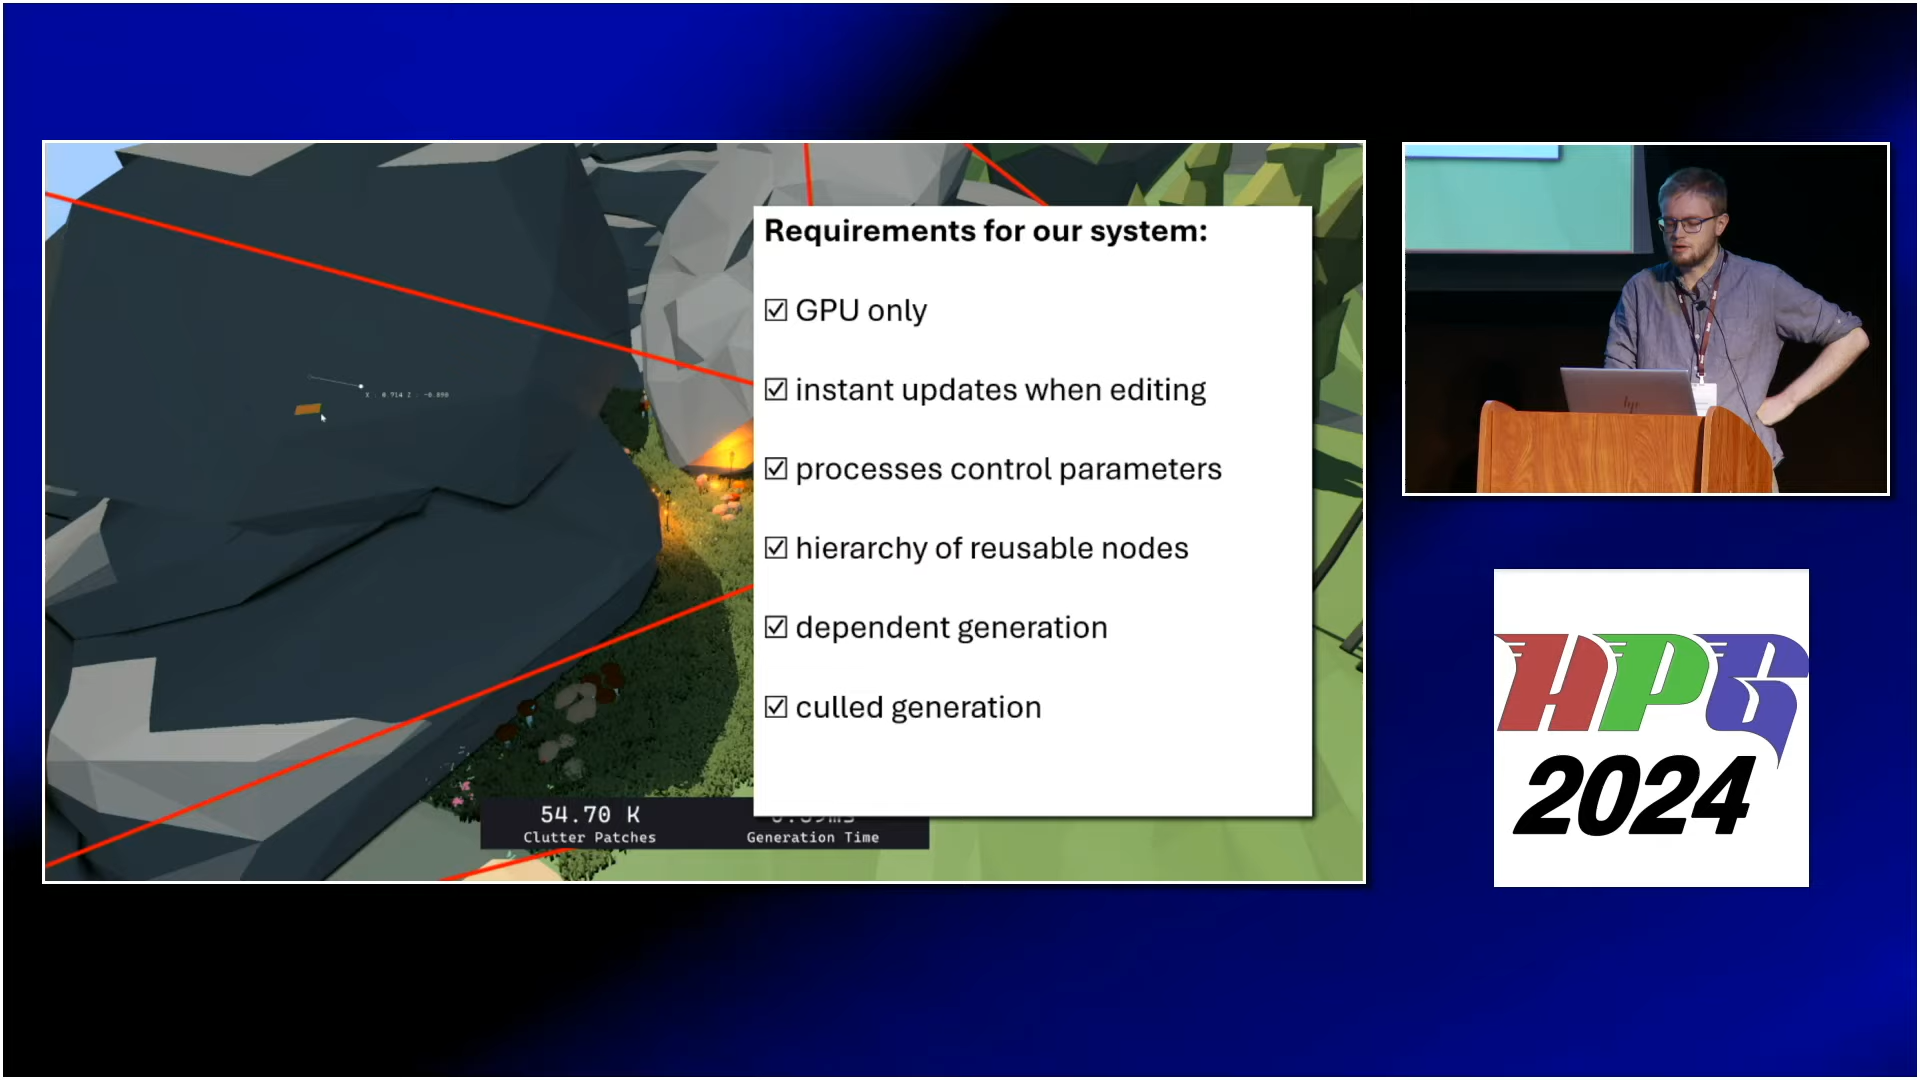 Requirements for our system:
☑ GPU only
☑ instant updates when editing
☑ processes control parameters
☑ hierarchy of reusable nodes
☑ dependent generation
☑ culled generation
54.70 K
Clutter Patches
Generation Time
HPG
2024